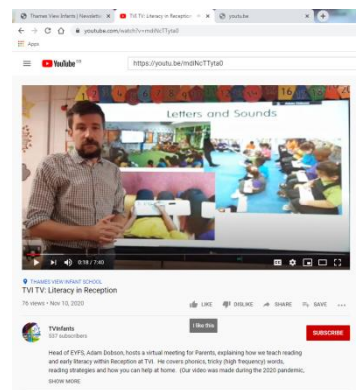 Thames View Infants | Newslette
TVI TV: Literacy in Reception
youtube
youtube.com/watch?v=mdiNcTTyta0
Apps
YouTube
https://youtu.be/mdiNcTTyta0
Letters and Sounds
0:18 / 7:40
THAMES VIEW INFANT SCHOOL
TVI TV: Literacy in Reception
76 views • Nov 10, 2020
LIKE
DISLIKE
SHARE
SAVE
I like this
TVInfants
557 subscribers
SUBSCRIBE
Head of EYFS, Adam Dobson, hosts a virtual meeting for Parents, explaining how we teach reading
and early literacy within Reception at TVI. He covers phonics, tricky (high frequency) words,
reading strategies and how you can help at home. (Our video was made during the 2020 pandemic,
SHOW MORE